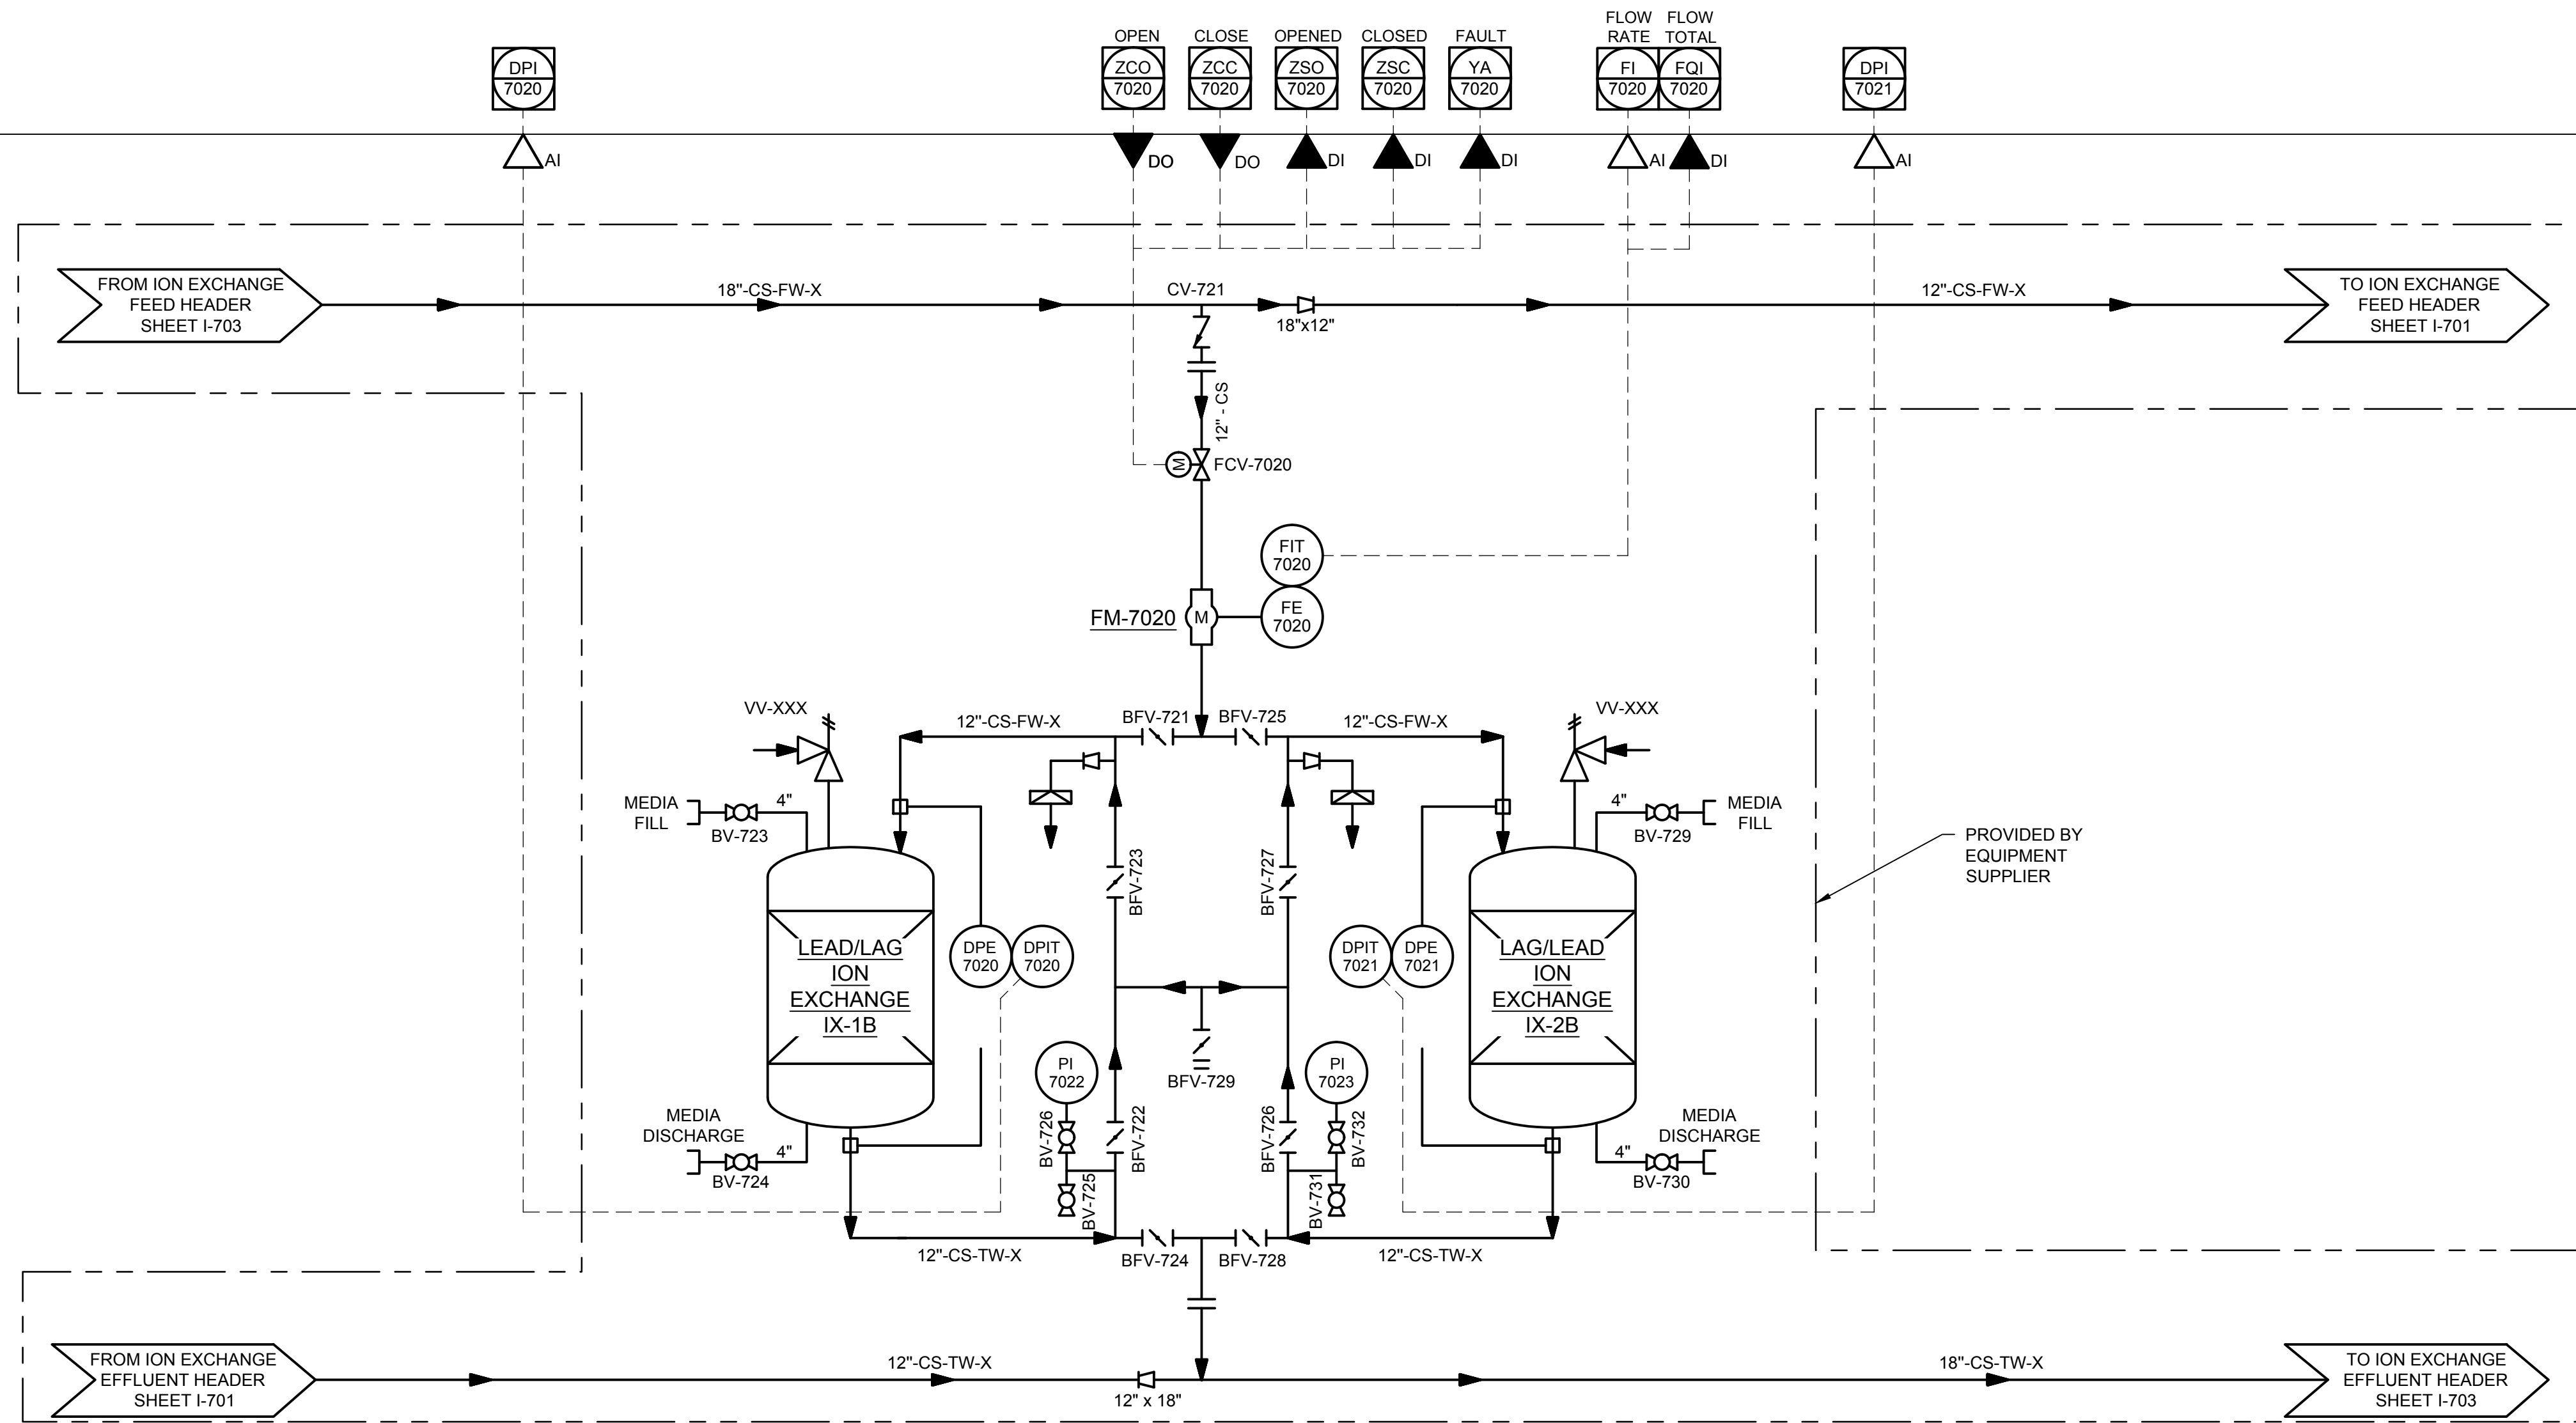 OPEN
CLOSE
OPENED
CLOSED
FAULT
FLOW
RATE
FLOW
TOTAL
DPI
7020
ZCO
7020
ZCC
7020
ZSO
7020
ZSC
7020
YA
7020
FI
7020
FQI
7020
DPI
7021
AI
DO
DO
DI
DI
DI
AI
DI
AI
FROM ION EXCHANGE
FEED HEADER
SHEET I-703
18"-CS-FW-X
CV-721
18"x12"
12"-CS-FW-X
TO ION EXCHANGE
FEED HEADER
SHEET I-701
12" - CS
M
FCV-7020
FIT
7020
FM-7020
M
FE
7020
VV-XXX
12"-CS-FW-X
BFV-721
BFV-725
12"-CS-FW-X
VV-XXX
MEDIA
FILL
4"
BV-723
4"
BV-729
MEDIA
FILL
PROVIDED BY
EQUIPMENT
SUPPLIER
BFV-723
BFV-727
LEAD/LAG
ION
EXCHANGE
IX-1B
DPE
7020
DPIT
7020
DPIT
7021
DPE
7021
LAG/LEAD
ION
EXCHANGE
IX-2B
PI
7022
BFV-729
PI
7023
MEDIA
DISCHARGE
4"
BV-724
BV-726
BFV-722
BV-725
BFV-726
BV-732
BV-731
MEDIA
DISCHARGE
4"
BV-730
12"-CS-TW-X
BFV-724
BFV-728
12"-CS-TW-X
FROM ION EXCHANGE
EFFLUENT HEADER
SHEET I-701
12"-CS-TW-X
12" x 18"
18"-CS-TW-X
TO ION EXCHANGE
EFFLUENT HEADER
SHEET I-703